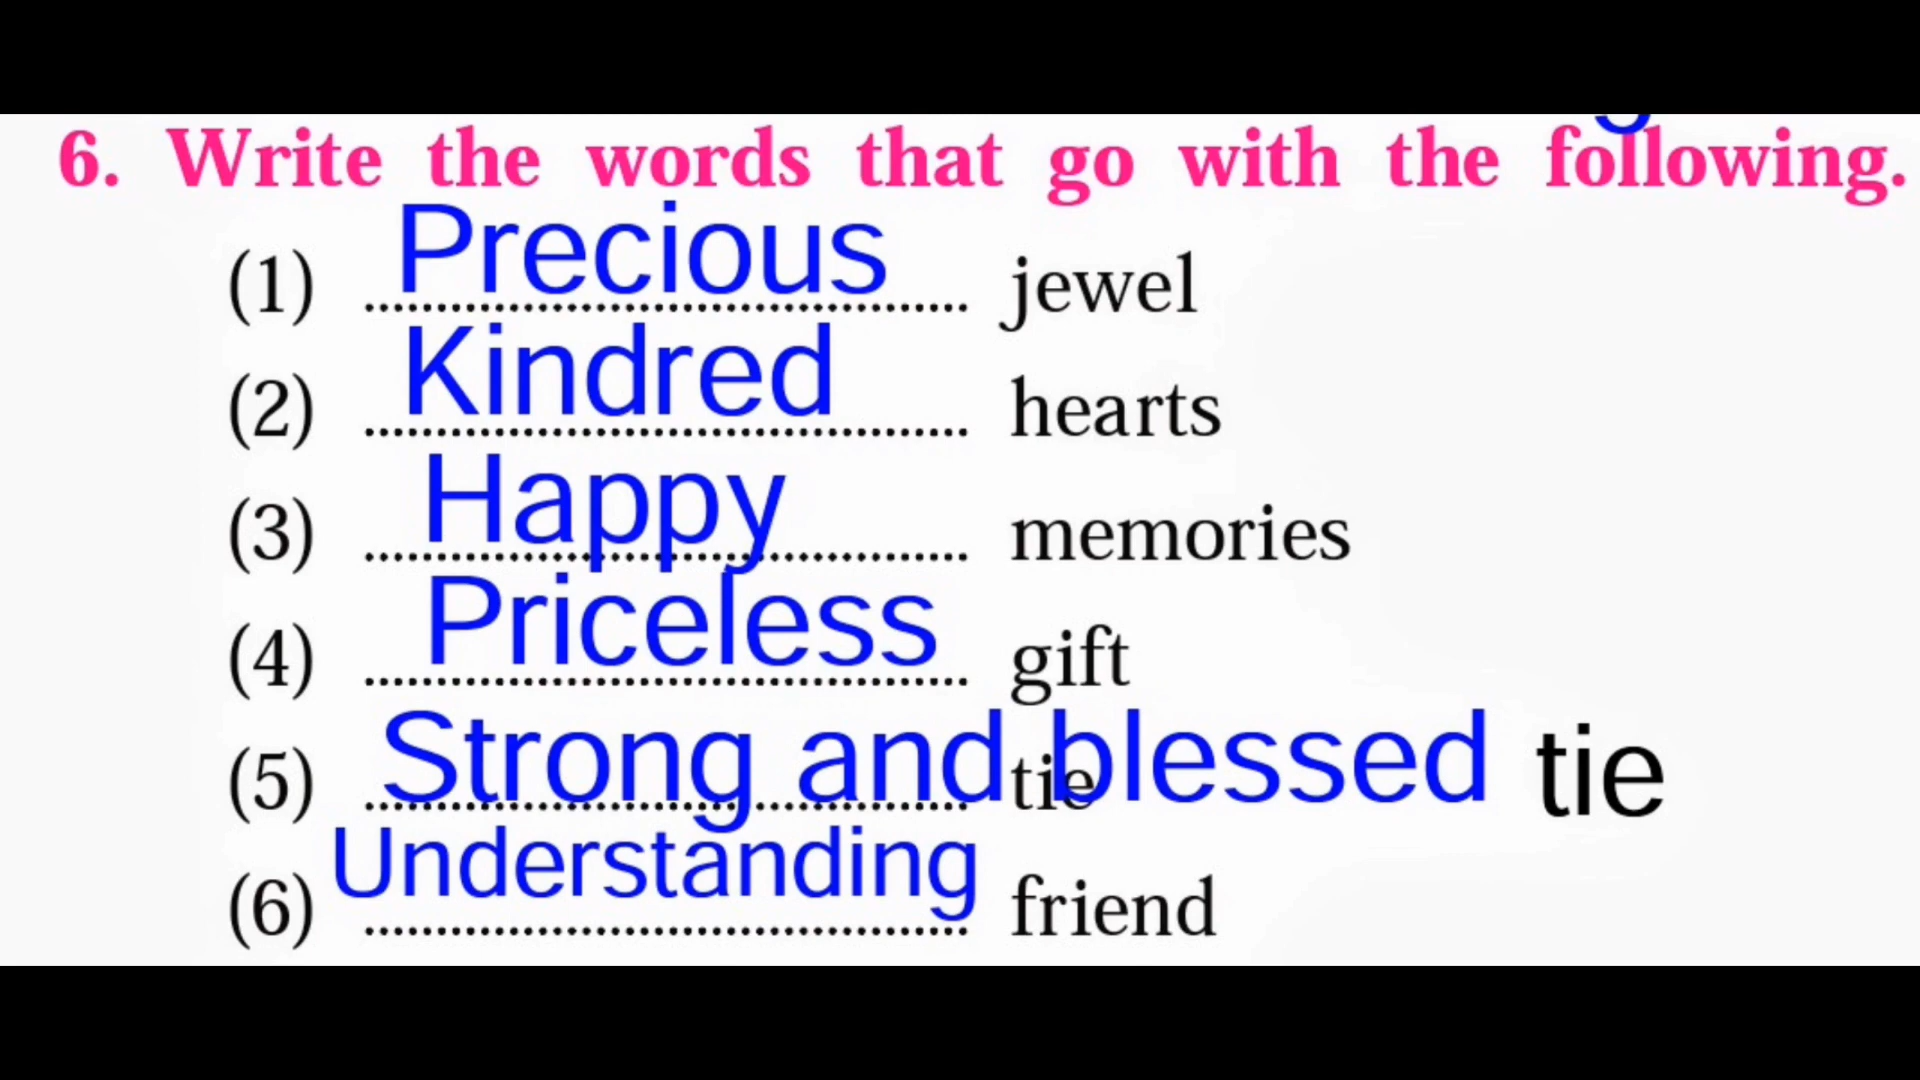 6. Write the words that go with the following.
(1) Precious jewel
(2) Kindred hearts
(3) Happy memories
(4) Priceless gift
(5) Strong and blessed tie tie
(6) Understanding friend